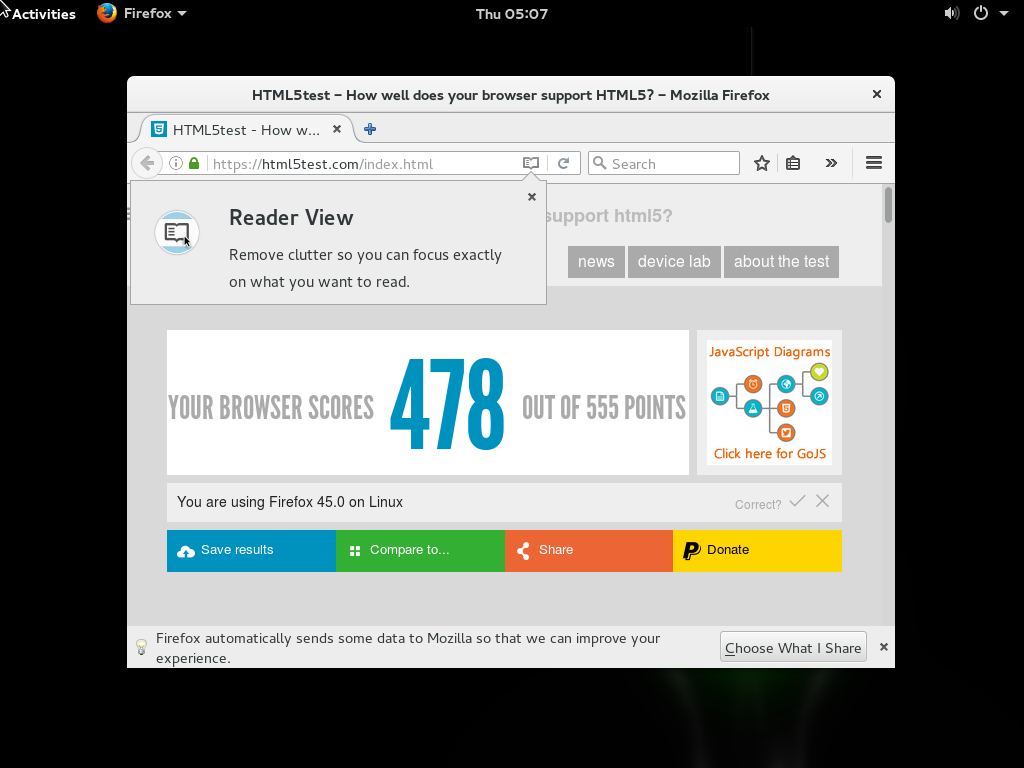 Activities
Firefox
Thu 05:07
HTML5test – How well does your browser support HTML5? – Mozilla Firefox
HTML5test - How w...
https://html5test.com/index.html
Search
Reader View
Remove clutter so you can focus exactly
on what you want to read.
support html5?
news
device lab
about the test
YOUR BROWSER SCORES 478 OUT OF 555 POINTS
JavaScript Diagrams
Click here for GoJS
You are using Firefox 45.0 on Linux
Correct?
Save results
Compare to...
Share
Donate
Firefox automatically sends some data to Mozilla so that we can improve your
experience.
Choose What I Share